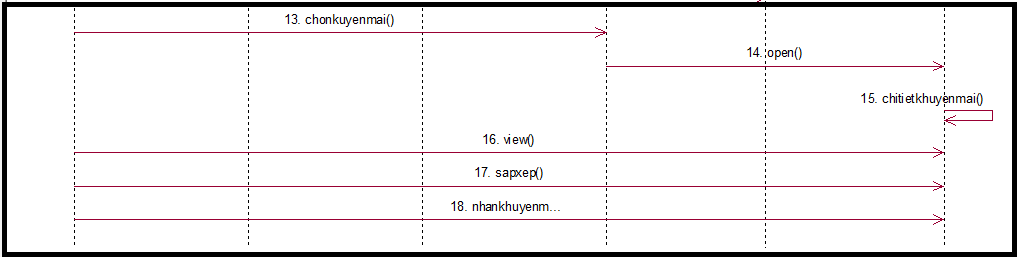 13. chonkuyenmai()
14. open()
15. chitietkhuyenmai()
16. view()
17. sapxep()
18. nhankhuyenm...